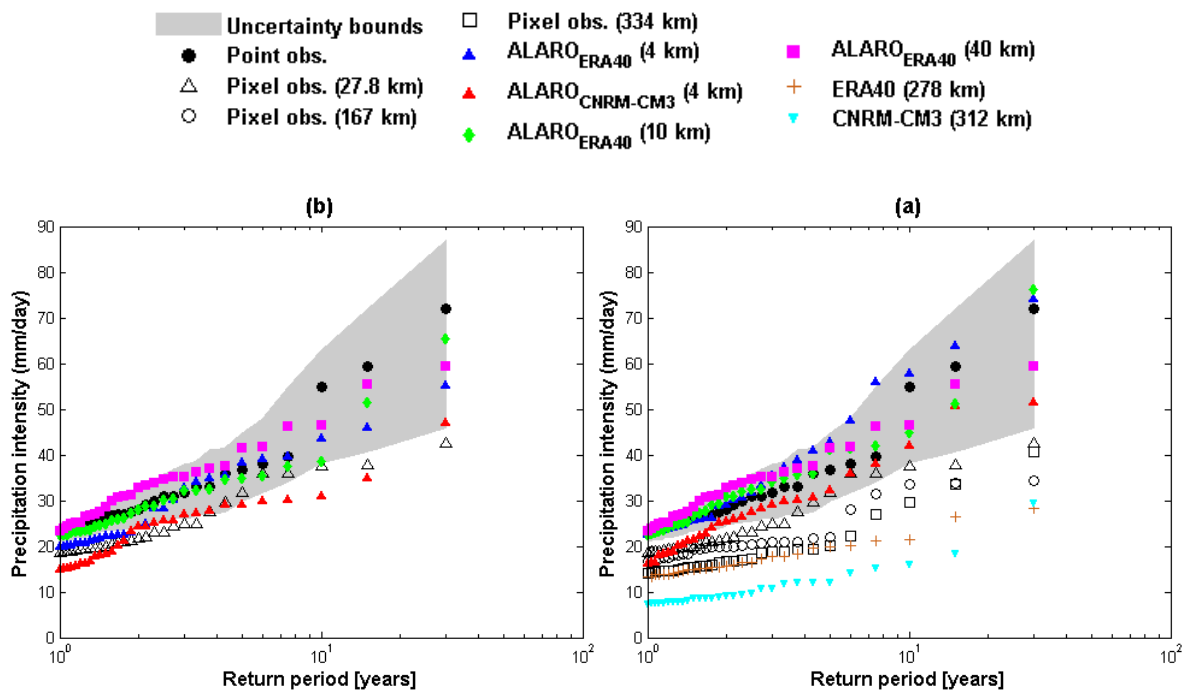 Uncertainty bounds
Point obs.
Pixel obs. (27.8 km)
Pixel obs. (167 km)
Pixel obs. (334 km)
ALARO_ERA40 (4 km)
ALARO_CNRM-CM3 (4 km)
ALARO_ERA40 (10 km)
ALARO_ERA40 (40 km)
ERA40 (278 km)
CNRM-CM3 (312 km)
(b)
Precipitation intensity (mm/day)
90
80
70
60
50
40
30
20
10
0
10^0
10^1
10^2
Return period [years]
(a)
Precipitation intensity (mm/day)
90
80
70
60
50
40
30
20
10
0
10^0
10^1
10^2
Return period [years]